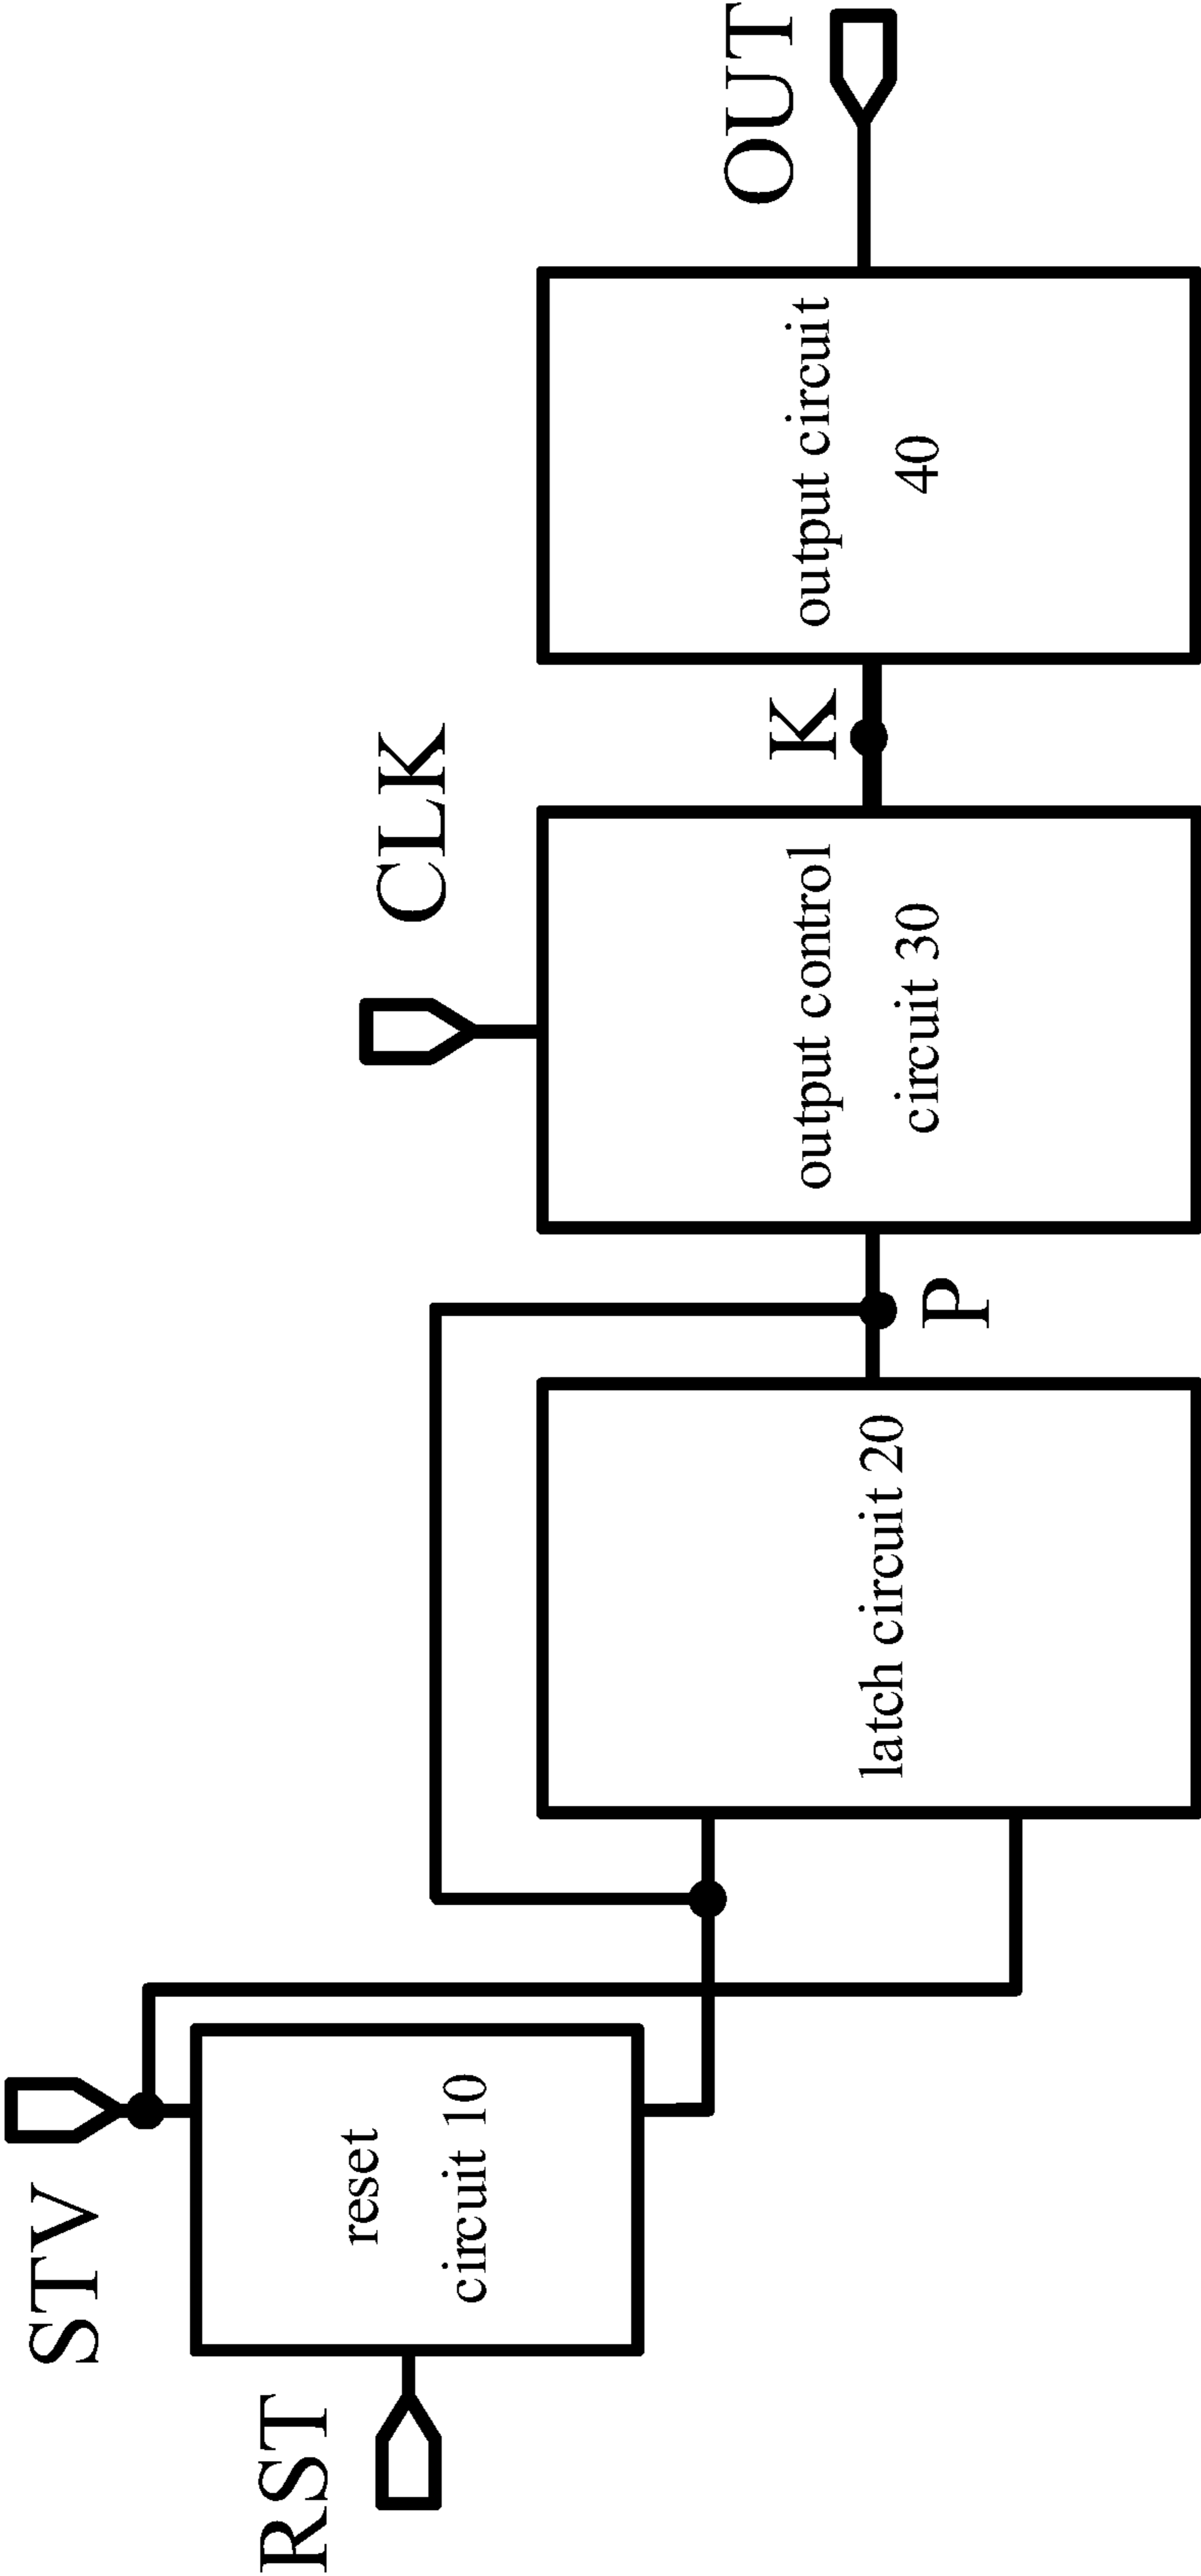 STV
RST
reset
circuit 10
latch circuit 20
P
CLK
output control
circuit 30
K
output circuit
40
OUT